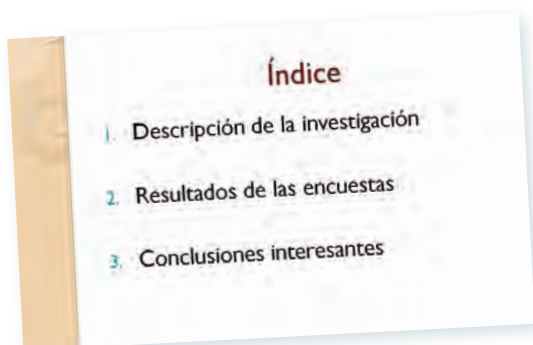 Índice
1. Descripción de la investigación
2. Resultados de las encuestas
3. Conclusiones interesantes